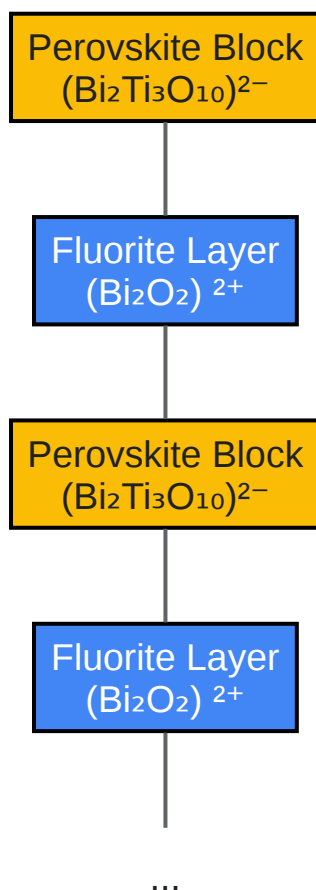 Perovskite Block
(Bi₂Ti₃O₁₀)²⁻
Fluorite Layer
(Bi₂O₂) ²⁺
Perovskite Block
(Bi₂Ti₃O₁₀)²⁻
Fluorite Layer
(Bi₂O₂) ²⁺
...